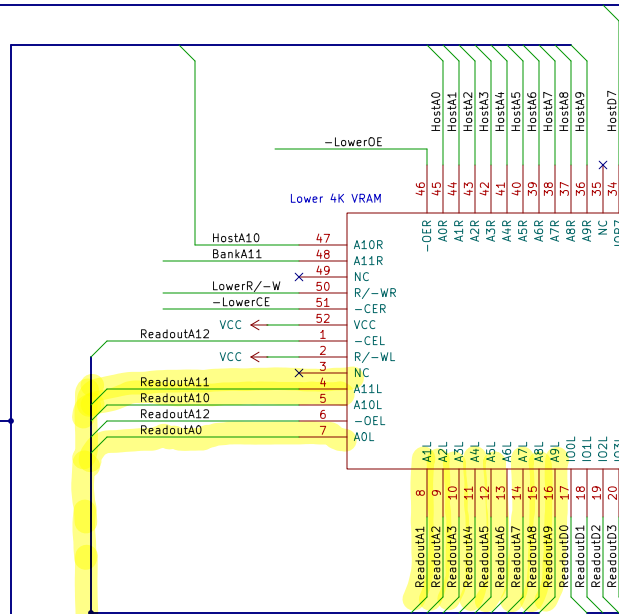 HostA0
HostA1
HostA2
HostA3
HostA4
HostA5
HostA6
HostA7
HostA8
HostA9
HostD7
-LowerOE
46
45
44
43
42
41
40
39
38
37
36
35
34
Lower 4K VRAM
-OER
A0R
A1R
A2R
A3R
A4R
A5R
A6R
A7R
A8R
A9R
NC
HostA10 47 A10R
BankA11 48 A11R
49 NC
LowerR/-W 50 R/-WR
-LowerCE 51 -CER
VCC 52 VCC
ReadoutA12 1 -CEL
VCC 2 R/-WL
3 NC
ReadoutA11 4 A11L
ReadoutA10 5 A10L
ReadoutA12 6 -OEL
ReadoutA0 7 A0L
A1L
A2L
A3L
A4L
A5L
A6L
A7L
A8L
A9L
IO0L
IO1L
IO2L
8
9
10
11
12
13
14
15
16
17
18
19
20
ReadoutA1
ReadoutA2
ReadoutA3
ReadoutA4
ReadoutA5
ReadoutA6
ReadoutA7
ReadoutA8
ReadoutA9
ReadoutD0
ReadoutD1
ReadoutD2
ReadoutD3